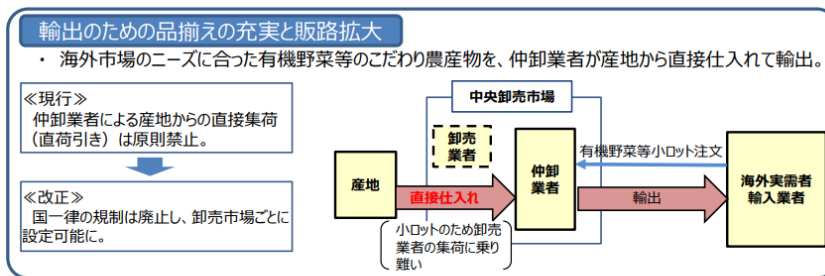 輸出のための品揃えの充実と販路拡大
・ 海外市場のニーズに合った有機野菜等のこだわり農産物を、仲卸業者が産地から直接仕入れて輸出。
≪現行≫
仲卸業者による産地からの直接集荷
（直荷引き）は原則禁止。
≪改正≫
国一律の規制は廃止し、卸売市場ごとに
設定可能に。
中央卸売市場
卸売
業者
仲卸
業者
有機野菜等小ロット注文
産地
直接仕入れ
輸出
海外実需者
輸入業者
小ロットのため卸売
業者の集荷に乗り
難い